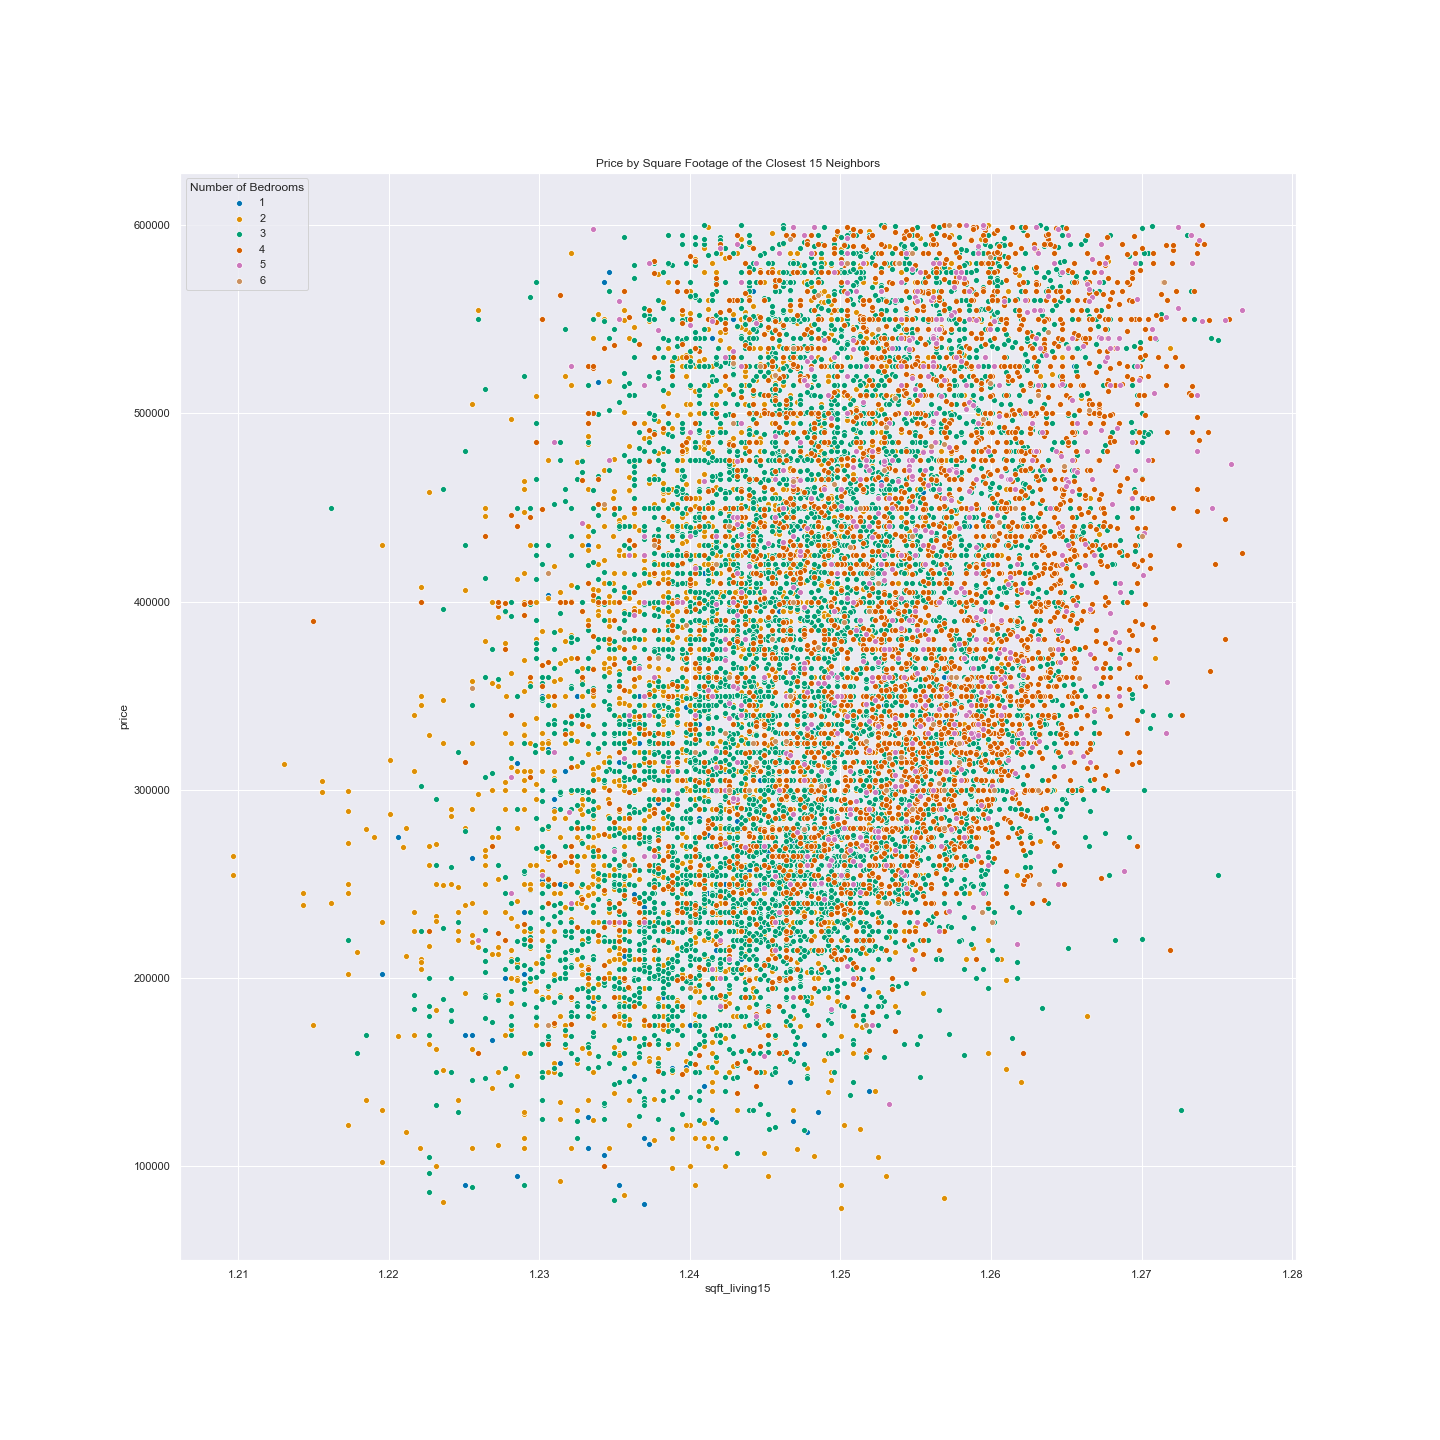 Price by Square Footage of the Closest 15 Neighbors
Number of Bedrooms
1
2
3
4
5
6
600000
500000
400000
300000
200000
100000
price
1.21 1.22 1.23 1.24 1.25 1.26 1.27 1.28
sqft_living15